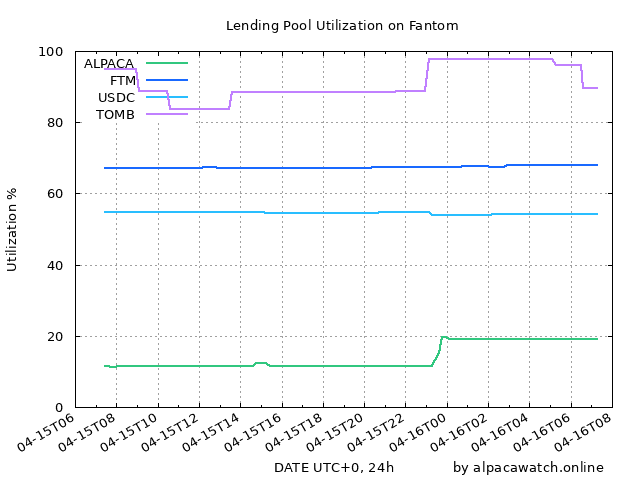 Lending Pool Utilization on Fantom
Utilization %
100
80
60
40
20
0
ALPACA
FTM
USDC
TOMB
04-15T06
04-15T08
04-15T10
04-15T12
04-15T14
04-15T16
04-15T18
04-15T20
04-15T22
04-16T00
04-16T02
04-16T04
04-16T06
04-16T08
DATE UTC+0, 24h
by alpacawatch.online